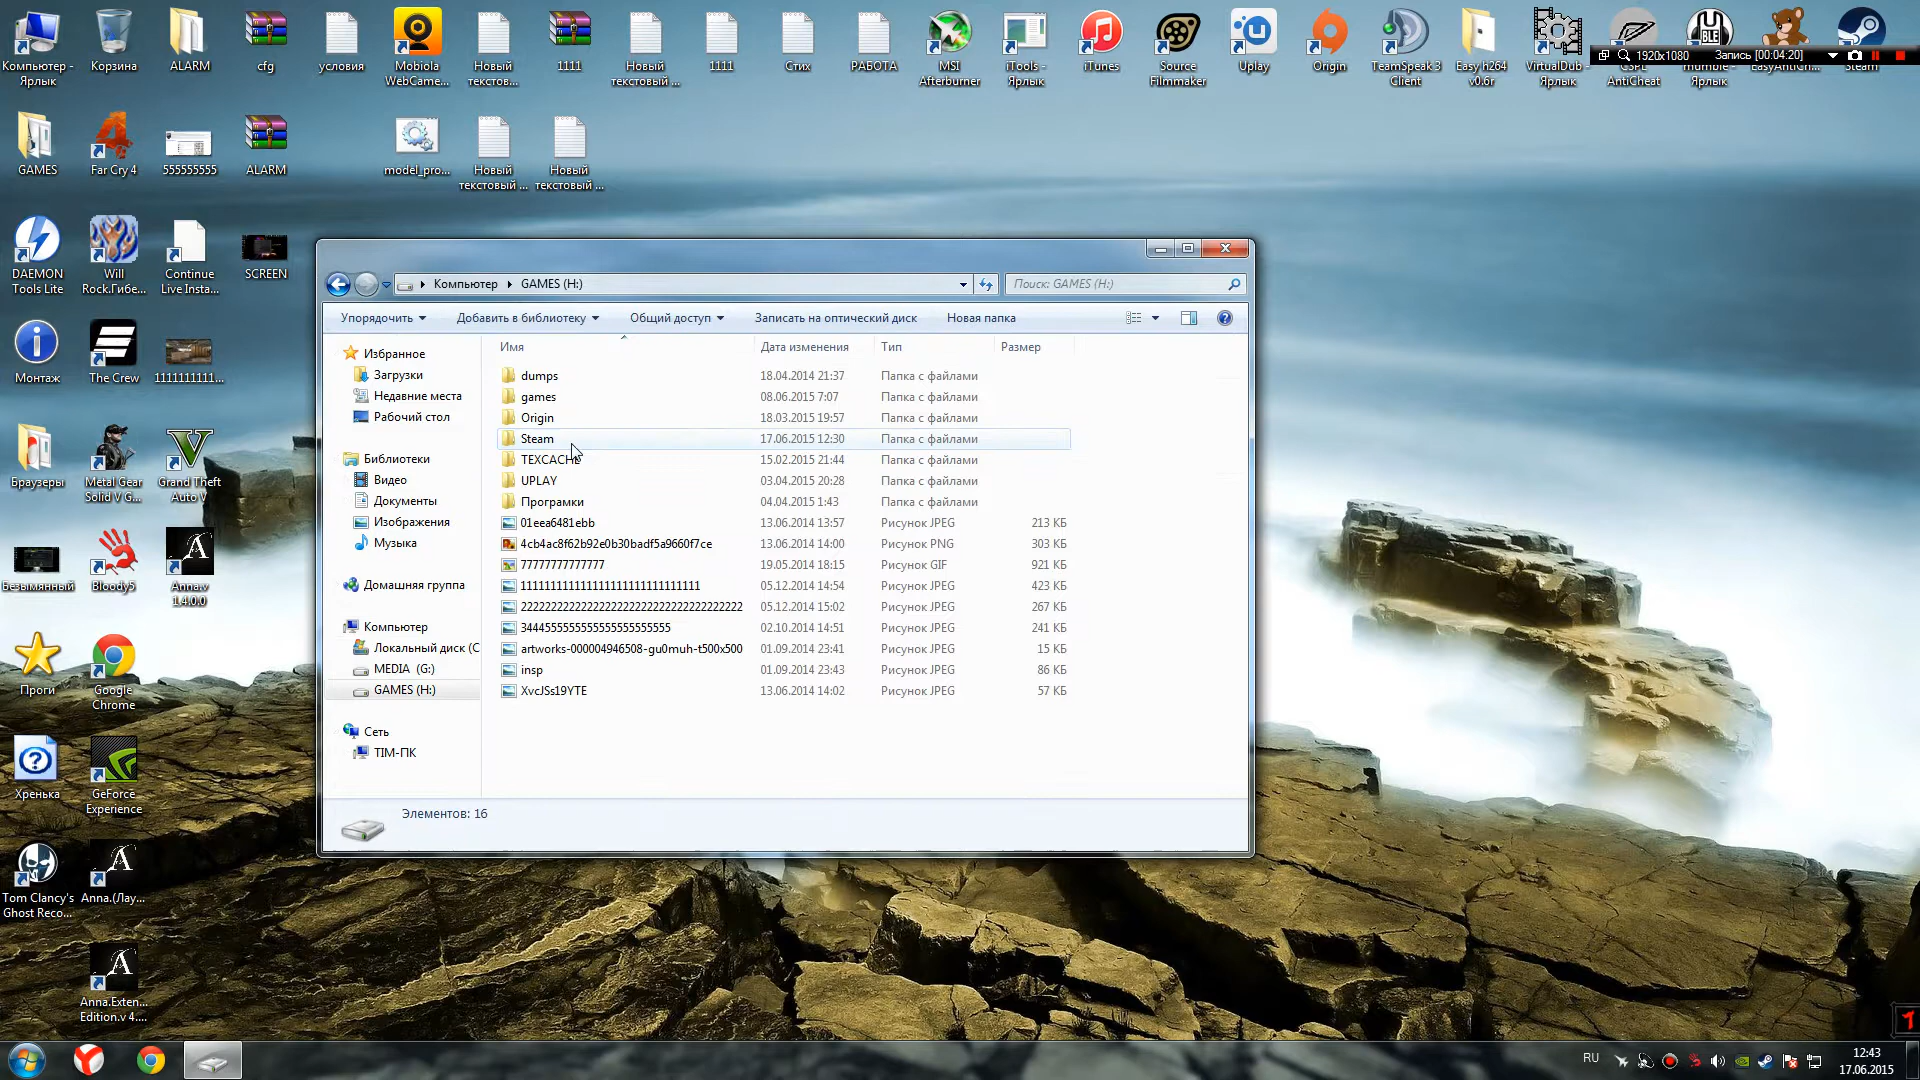 Компьютер - Ярлык
Корзина
ALARM
cfg
условия
Mobiola WebCame...
Новый текстов...
1111
Новый текстовый ...
1111
Стих
РАБОТА
MSI Afterburner
iTools - Ярлык
iTunes
Source Filmmaker
Uplay
Origin
TeamSpeak 3 Client
Easy h264 v0.6г
VirtualDub - Ярлык
AntiCheat
Ярлык
1920x1080
Запись [00:04:20]
GAMES
Far Cry 4
555555555
ALARM
model_pro...
Новый текстовый ...
Новый текстовый ...
DAEMON Tools Lite
Will Rock.Гибе...
Continue Live Insta...
SCREEN
Монтаж
The Crew
1111111111...
Браузеры
Metal Gear Solid V G...
Grand Theft Auto V
Безымянный
Bloody5
Anna.v 1.4.0.0
Проги
Google Chrome
Хренька
GeForce Experience
Tom Clancy's Ghost Reco...
Anna.(Лау...
Anna.Exten... Edition.v 4....
Компьютер
GAMES (H:)
Поиск: GAMES (H:)
Упорядочить
Добавить в библиотеку
Общий доступ
Записать на оптический диск
Новая папка
Избранное
Загрузки
Недавние места
Рабочий стол
Библиотеки
Видео
Документы
Изображения
Музыка
Домашняя группа
Компьютер
Локальный диск (C
MEDIA (G:)
GAMES (H:)
Сеть
TIM-ПК
Имя Дата изменения Тип Размер
dumps 18.04.2014 21:37 Папка с файлами
games 08.06.2015 7:07 Папка с файлами
Origin 18.03.2015 19:57 Папка с файлами
Steam 17.06.2015 12:30 Папка с файлами
TEXCACHE 15.02.2015 21:44 Папка с файлами
UPLAY 03.04.2015 20:28 Папка с файлами
Програмки 04.04.2015 1:43 Папка с файлами
01eea6481ebb 13.06.2014 13:57 Рисунок JPEG 213 КБ
4cb4ac8f62b92e0b30badf5a9660f7ce 13.06.2014 14:00 Рисунок PNG 303 КБ
77777777777777 19.05.2014 18:15 Рисунок GIF 921 КБ
05.12.2014 14:54 Рисунок JPEG 423 КБ
05.12.2014 15:02 Рисунок JPEG 267 КБ
02.10.2014 14:51 Рисунок JPEG 241 КБ
artworks-000004946508-gu0muh-t500x500 01.09.2014 23:41 Рисунок JPEG 15 КБ
insp 01.09.2014 23:43 Рисунок JPEG 86 КБ
XvcJSs19YTE 13.06.2014 14:02 Рисунок JPEG 57 КБ
Элементов: 16
RU
12:43
17.06.2015